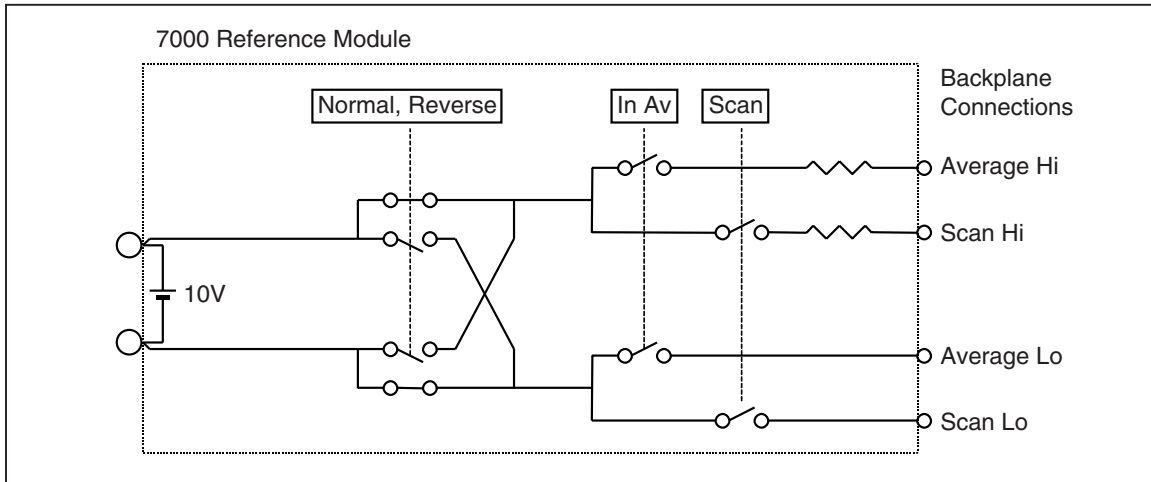 7000 Reference Module
Normal, Reverse
In Av
Scan
Backplane
Connections
Average Hi
Scan Hi
10V
Average Lo
Scan Lo